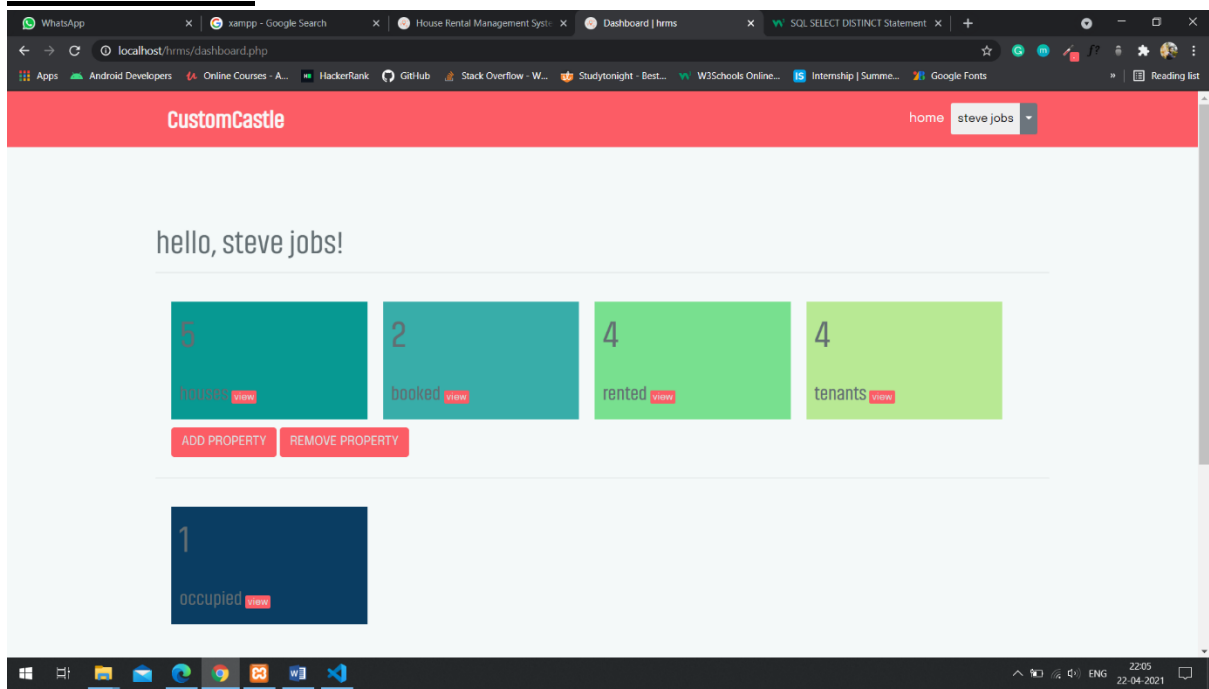 WhatsApp
xampp - Google Search
House Rental Management Syste
Dashboard | hrms
SQL SELECT DISTINCT Statement
localhost/hrms/dashboard.php
Apps
Android Developers
Online Courses - A...
HackerRank
GitHub
Stack Overflow - W...
Studytonight - Best...
W3Schools Online...
Internship | Summe...
Google Fonts
»
Reading list
CustomCastle
home
steve jobs
hello, steve jobs!
5
houses view
2
booked view
4
rented view
4
tenants view
ADD PROPERTY
REMOVE PROPERTY
1
occupied view
ENG
22:05
22-04-2021